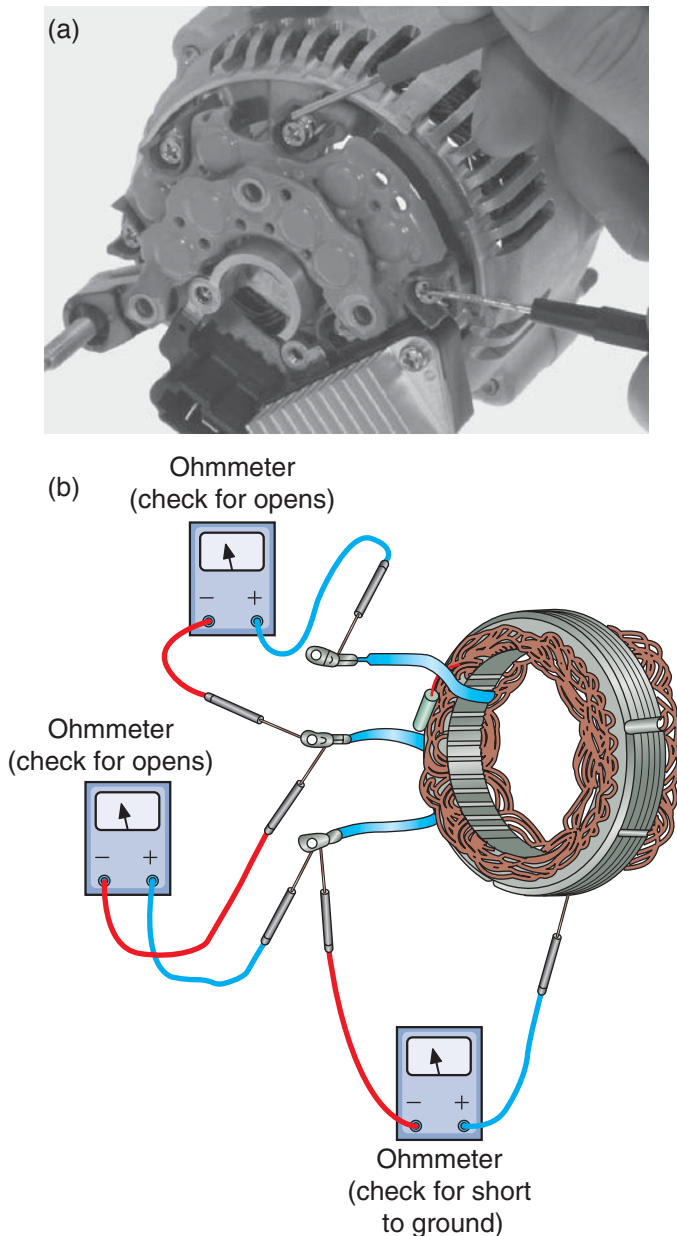 (a)
(b)
Ohmmeter
(check for opens)
− +
Ohmmeter
(check for opens)
− +
− +
Ohmmeter
(check for short
to ground)